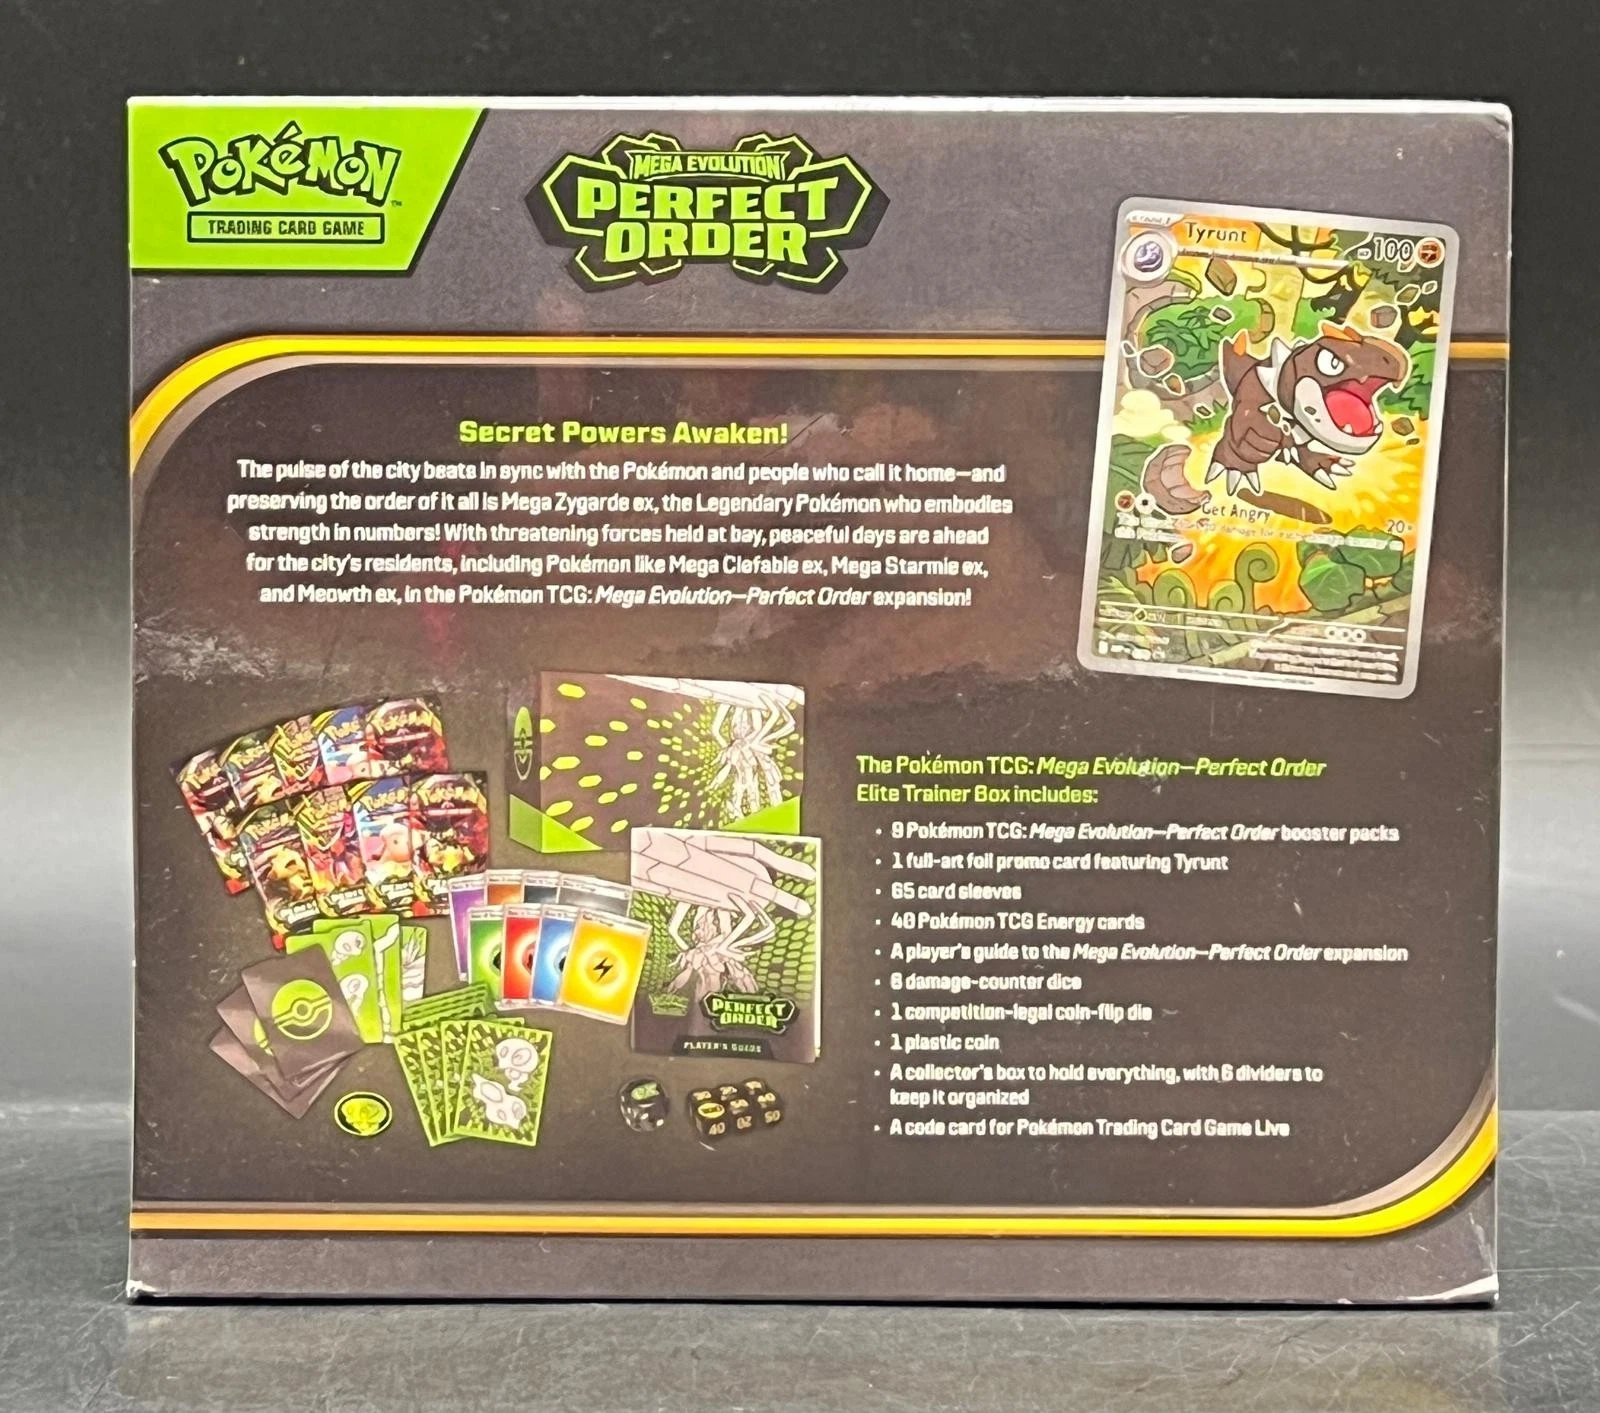 POKéMON
TRADING CARD GAME
MEGA EVOLUTION
PERFECT
ORDER
Tyrunt
100
Get Angry
20×
Secret Powers Awaken!
The pulse of the city beats in sync with the Pokémon and people who call it home—and
preserving the order of it all is Mega Zygarde ex, the Legendary Pokémon who embodies
strength in numbers! With threatening forces held at bay, peaceful days are ahead
for the city's residents, including Pokémon like Mega Clefable ex, Mega Starmie ex,
and Meowth ex, in the Pokémon TCG: Mega Evolution—Perfect Order expansion!
PERFECT
ORDER
PLAYER'S GUIDE
The Pokémon TCG: Mega Evolution—Perfect Order
Elite Trainer Box includes:
• 9 Pokémon TCG: Mega Evolution—Perfect Order booster packs
• 1 full-art foil promo card featuring Tyrunt
• 65 card sleeves
• 40 Pokémon TCG Energy cards
• A player's guide to the Mega Evolution—Perfect Order expansion
• 6 damage-counter dice
• 1 competition-legal coin-flip die
• 1 plastic coin
• A collector's box to hold everything, with 6 dividers to
keep it organized
• A code card for Pokémon Trading Card Game Live